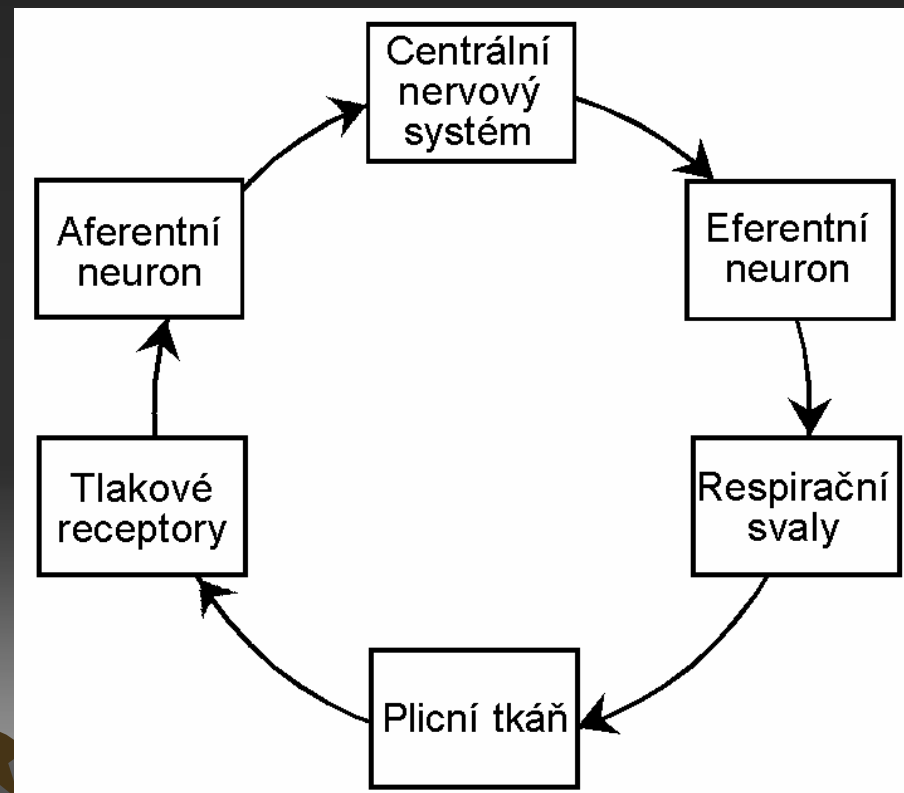 Centrální
nervový
systém
Eferentní
neuron
Respirační
svaly
Plicní tkáň
Tlakové
receptory
Aferentní
neuron